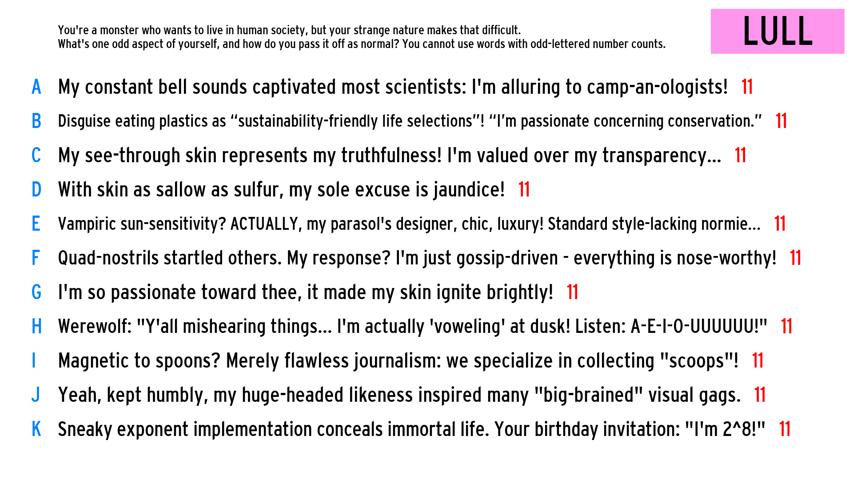 You're a monster who wants to live in human society, but your strange nature makes that difficult.
What's one odd aspect of yourself, and how do you pass it off as normal? You cannot use words with odd-lettered number counts.
LULL
A My constant bell sounds captivated most scientists: I'm alluring to camp-an-ologists! 11
B Disguise eating plastics as “sustainability-friendly life selections”! “I’m passionate concerning conservation.” 11
C My see-through skin represents my truthfulness! I'm valued over my transparency... 11
D With skin as sallow as sulfur, my sole excuse is jaundice! 11
E Vampiric sun-sensitivity? ACTUALLY, my parasol's designer, chic, luxury! Standard style-lacking normie... 11
F Quad-nostrils startled others. My response? I'm just gossip-driven - everything is nose-worthy! 11
G I'm so passionate toward thee, it made my skin ignite brightly! 11
H Werewolf: "Y'all mishearing things... I'm actually 'voweling' at dusk! Listen: A-E-I-O-UUUUUU!" 11
I Magnetic to spoons? Merely flawless journalism: we specialize in collecting "scoops"! 11
J Yeah, kept humbly, my huge-headed likeness inspired many "big-brained" visual gags. 11
K Sneaky exponent implementation conceals immortal life. Your birthday invitation: "I'm 2^8!" 11